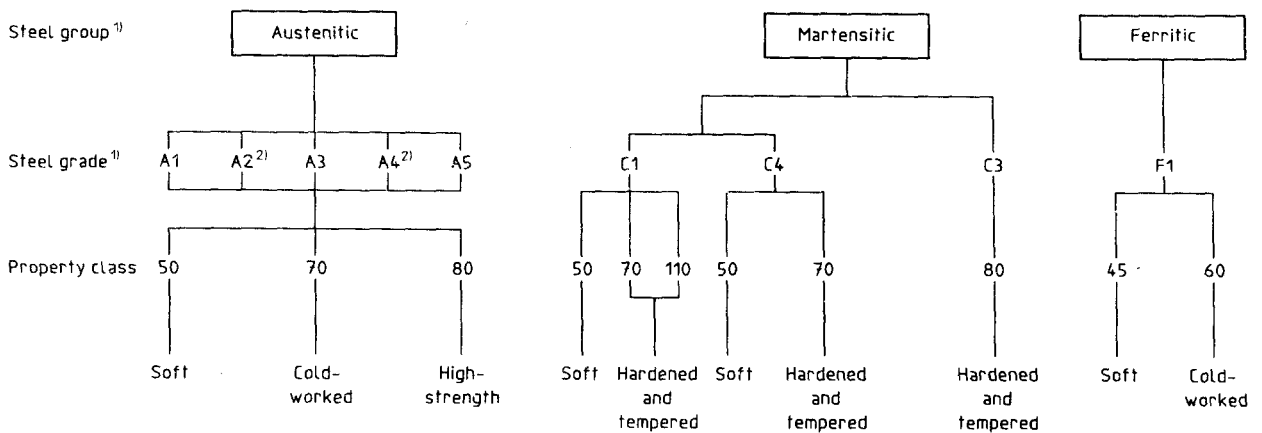 Steel group 1) Austenitic Martensitic Ferritic
Steel grade 1) A1 A2 2) A3 A4 2) A5 C1 C4 C3 F1
Property class 50 70 80 50 70 110 50 70 80 45 60
Soft Cold- High- Soft Hardened Soft Hardened Hardened Soft Cold-
worked strength and and and worked
tempered tempered tempered